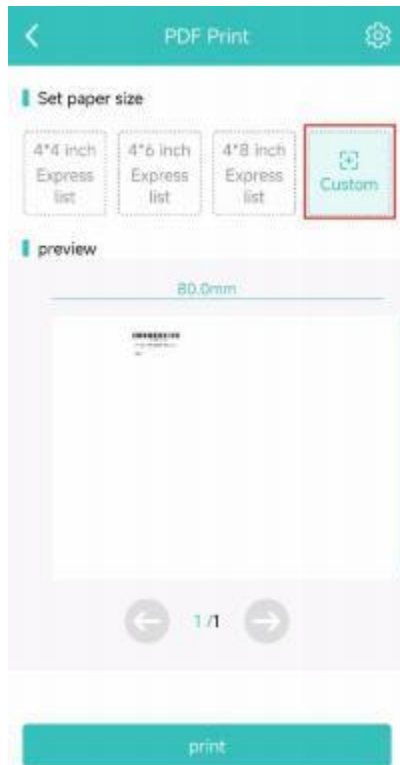 PDF Print
Set paper size
4*4 inch
Express
list
4*6 inch
Express
list
4*8 inch
Express
list
Custom
preview
80.0mm
1/1
print